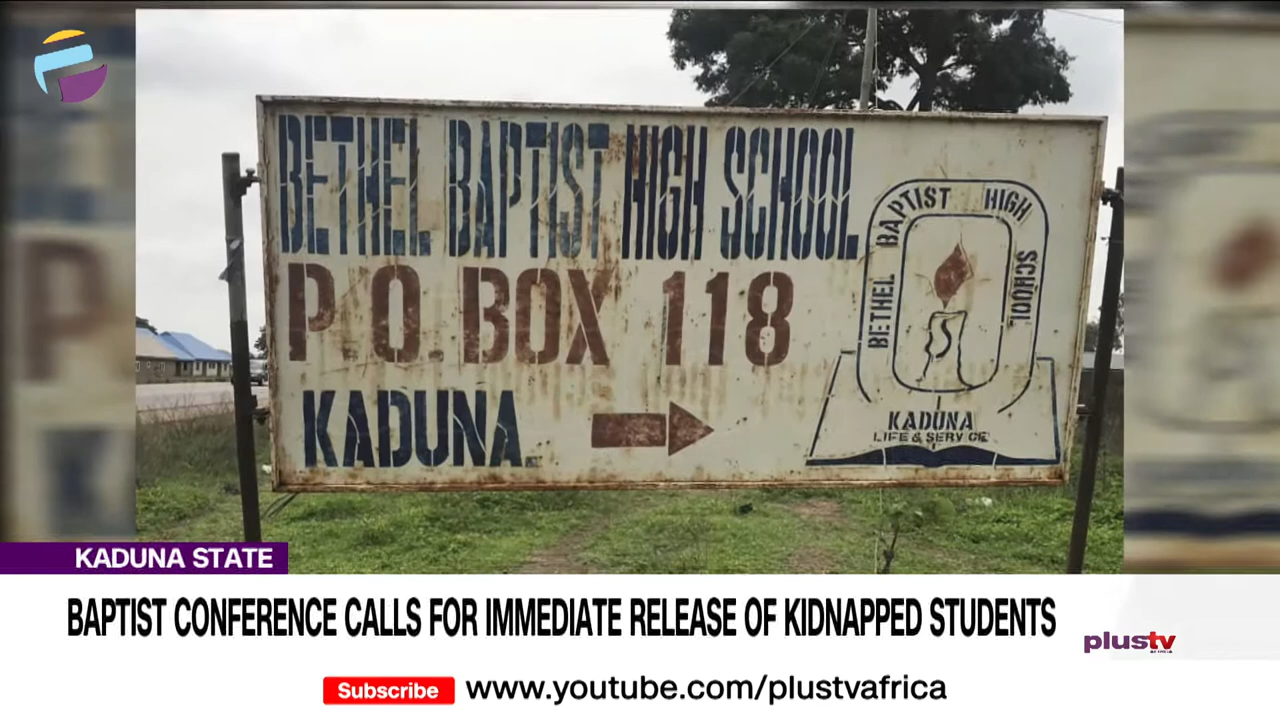 BETHEL BAPTIST HIGH SCHOOL
P.O. BOX 118
KADUNA
BETHEL BAPTIST HIGH SCHOOL
KADUNA
LIFE & SERVICE
KADUNA STATE
BAPTIST CONFERENCE CALLS FOR IMMEDIATE RELEASE OF KIDNAPPED STUDENTS
plustv
Subscribe www.youtube.com/plustvafrica